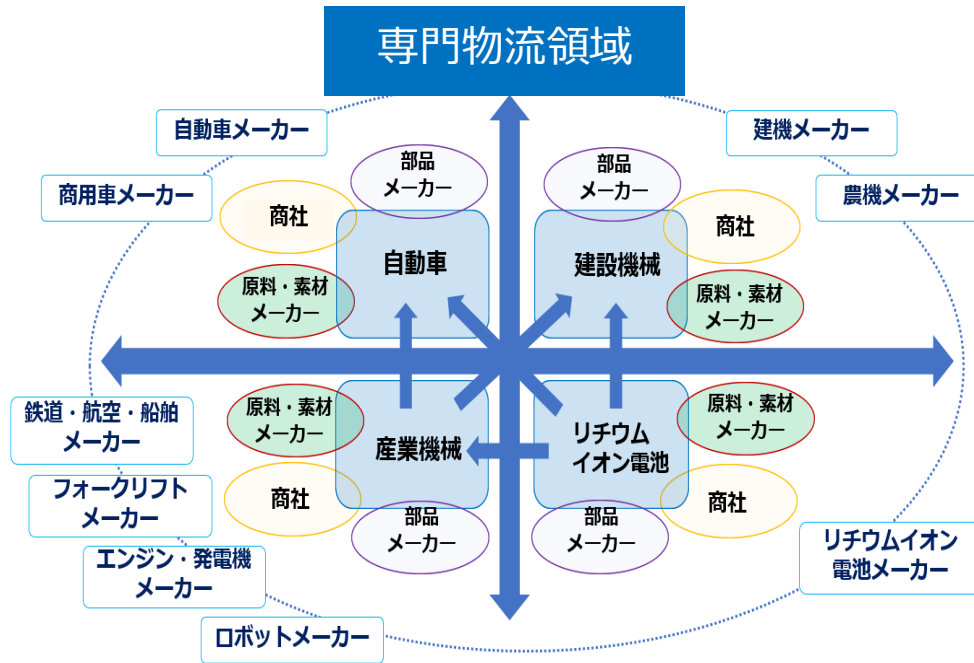 専門物流領域
自動車メーカー
建機メーカー
商用車メーカー
農機メーカー
部品
メーカー
商社
自動車
原料・素材
メーカー
部品
メーカー
商社
建設機械
原料・素材
メーカー
原料・素材
メーカー
産業機械
商社
部品
メーカー
リチウム
イオン電池
原料・素材
メーカー
商社
部品
メーカー
鉄道・航空・船舶
メーカー
フォークリフト
メーカー
エンジン・発電機
メーカー
ロボットメーカー
リチウムイオン
電池メーカー